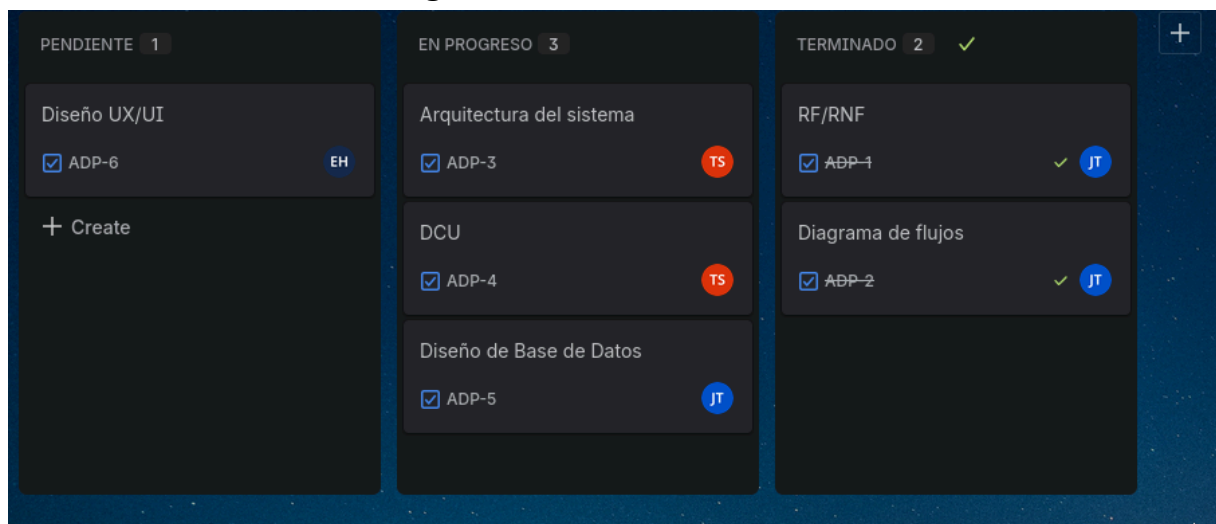 PENDIENTE 1
Diseño UX/UI
ADP-6 EH
+ Create
EN PROGRESO 3
Arquitectura del sistema
ADP-3 TS
DCU
ADP-4 TS
Diseño de Base de Datos
ADP-5 JT
TERMINADO 2
RF/RNF
ADP-1 JT
Diagrama de flujos
ADP-2 JT